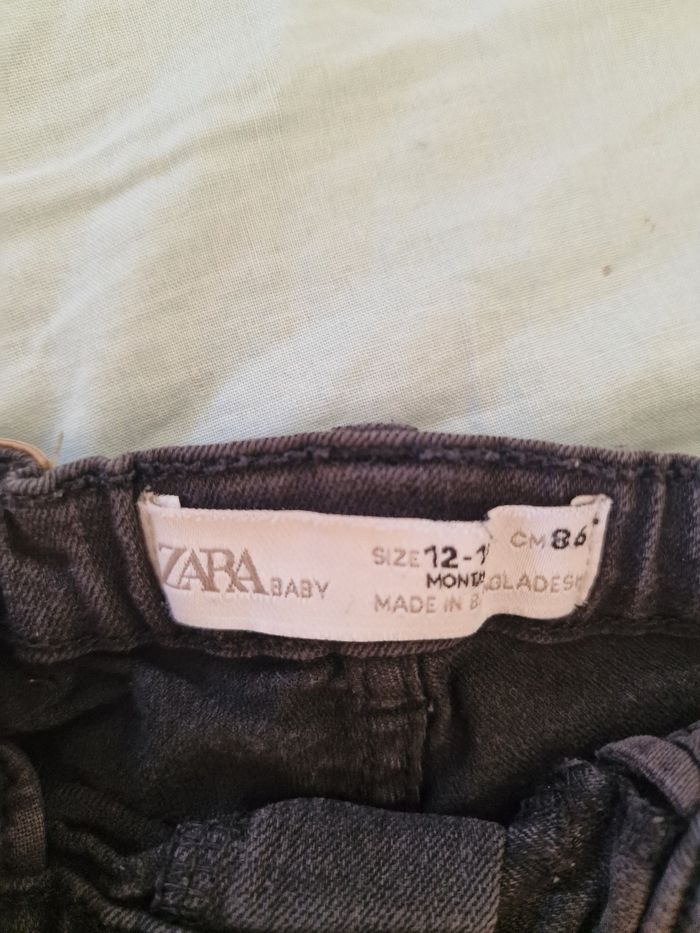 ZARA BABY
SIZE 12-1 CM 86
MONT
MADE IN B GLADESH